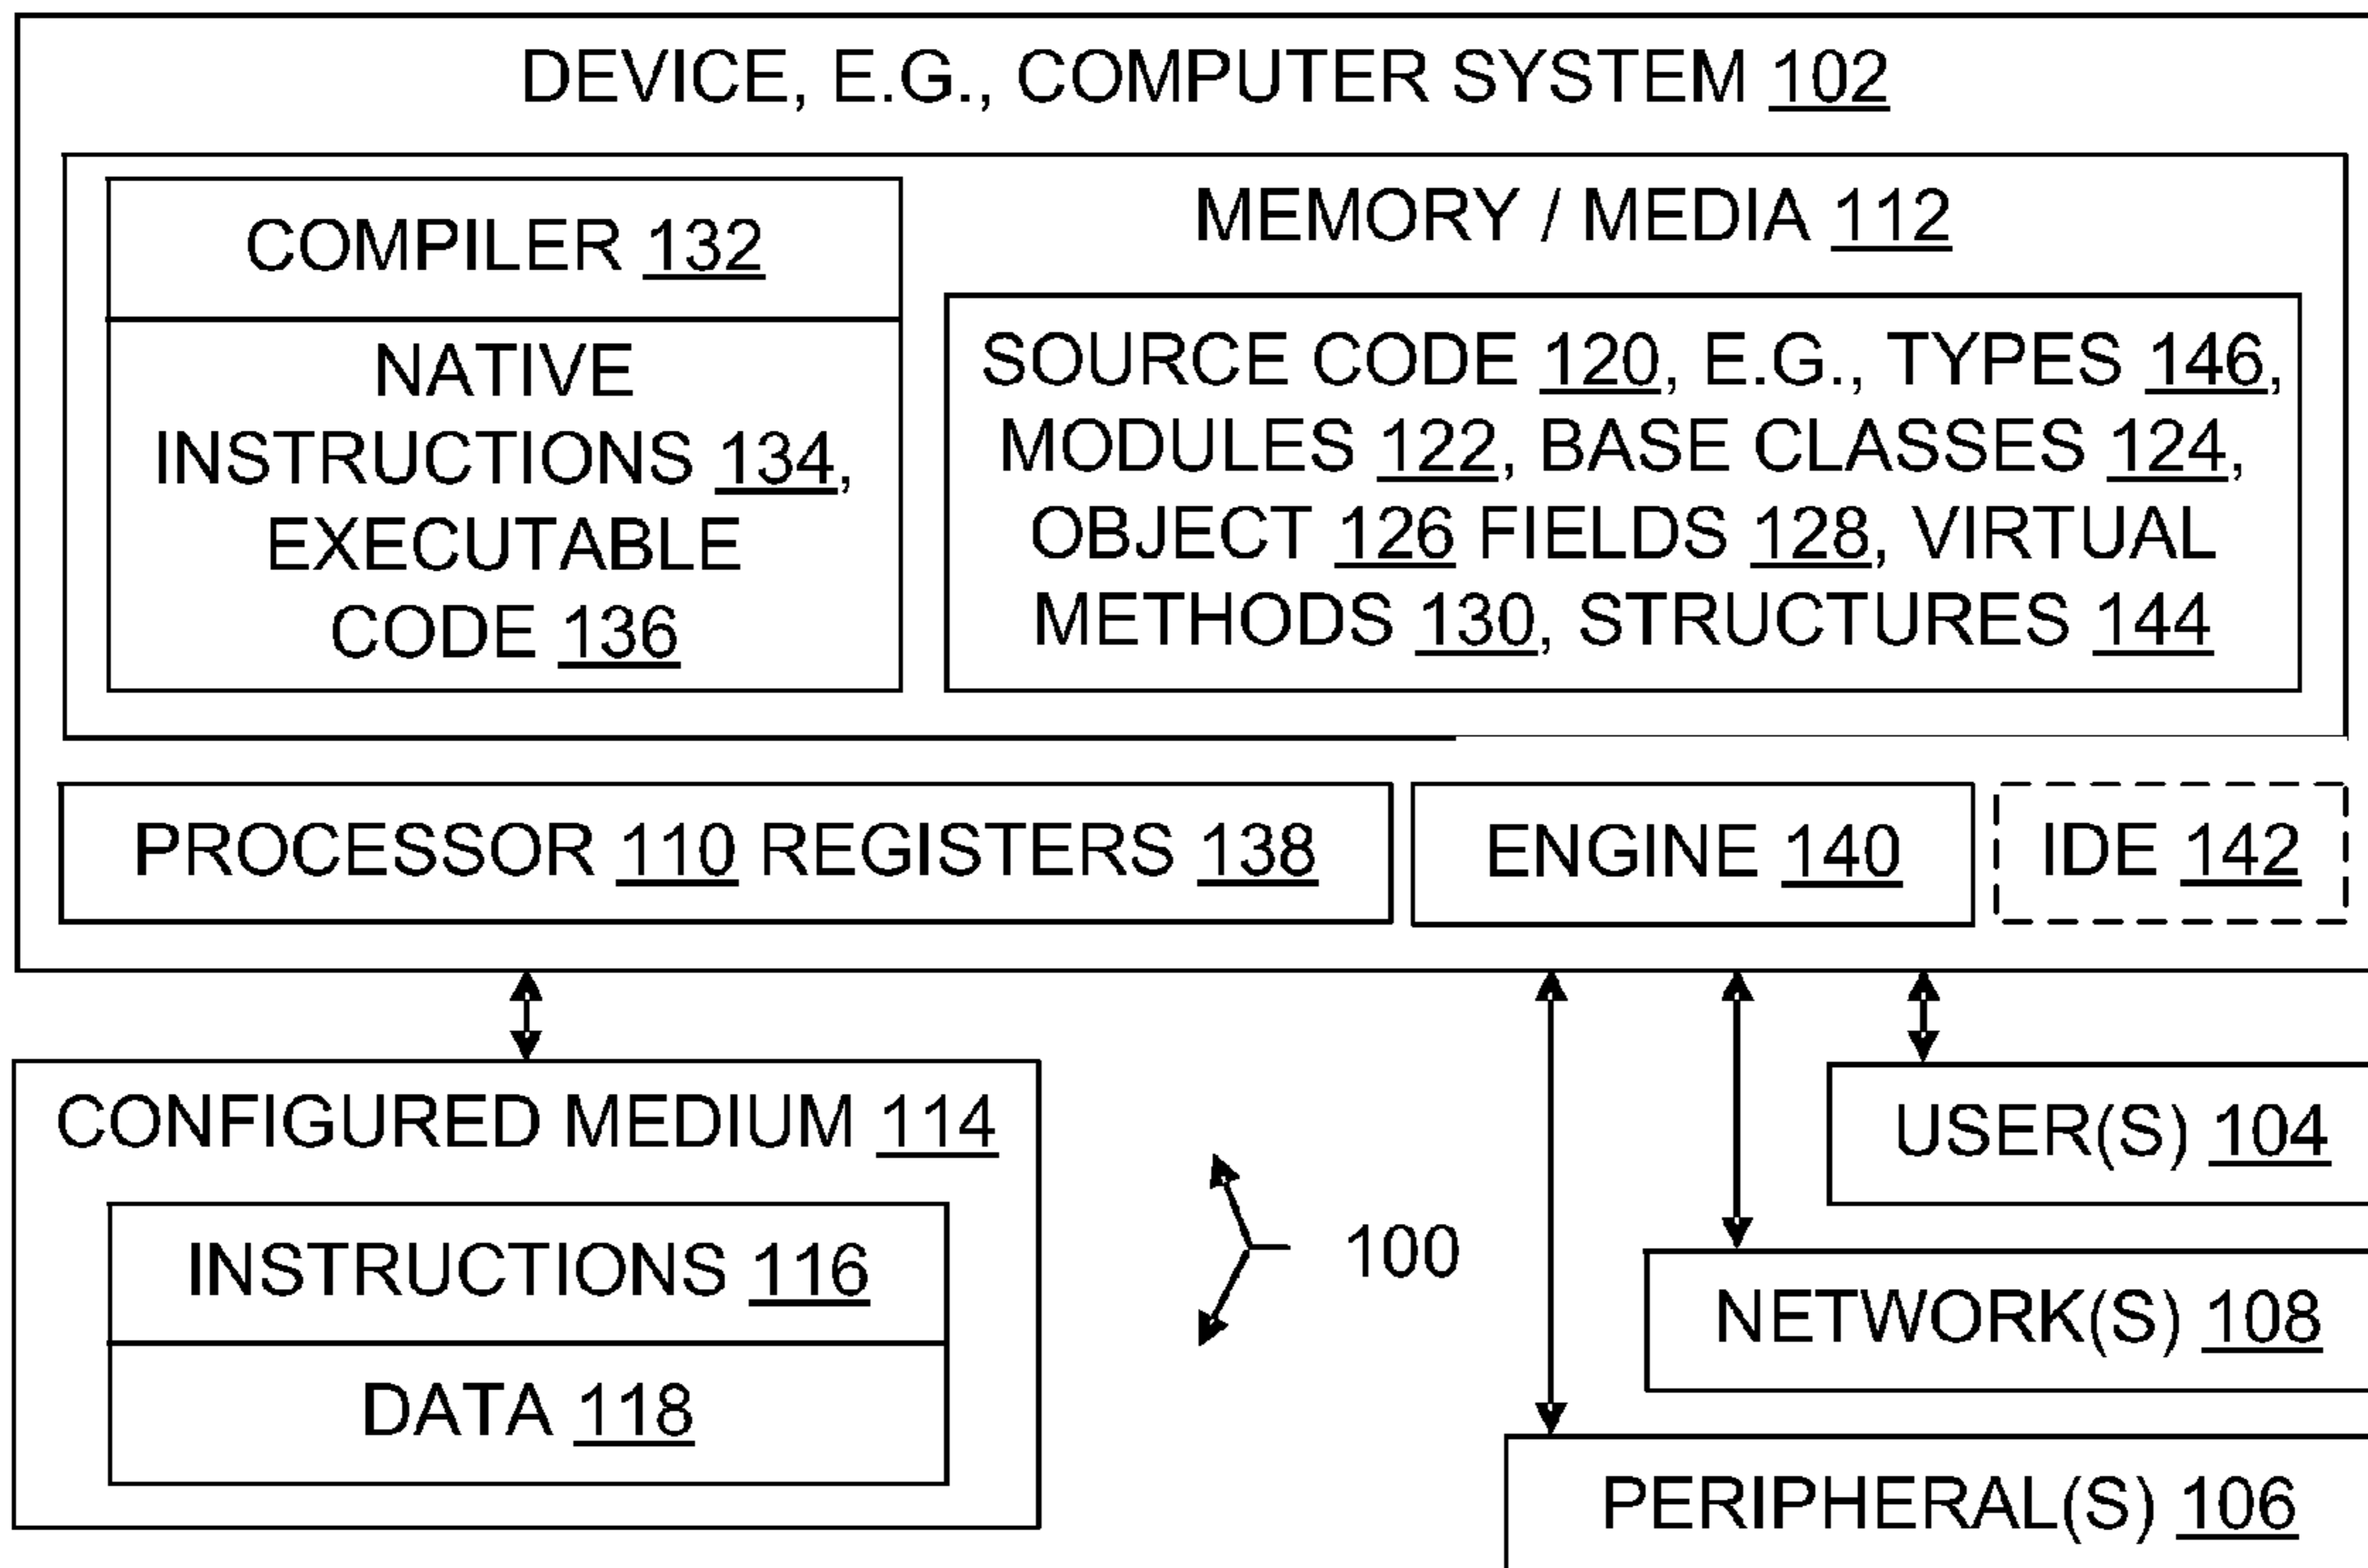 DEVICE, E.G., COMPUTER SYSTEM 102
COMPILER 132
NATIVE
INSTRUCTIONS 134,
EXECUTABLE
CODE 136
MEMORY / MEDIA 112
SOURCE CODE 120, E.G., TYPES 146,
MODULES 122, BASE CLASSES 124,
OBJECT 126 FIELDS 128, VIRTUAL
METHODS 130, STRUCTURES 144
PROCESSOR 110 REGISTERS 138
ENGINE 140
IDE 142
CONFIGURED MEDIUM 114
INSTRUCTIONS 116
DATA 118
100
USER(S) 104
NETWORK(S) 108
PERIPHERAL(S) 106